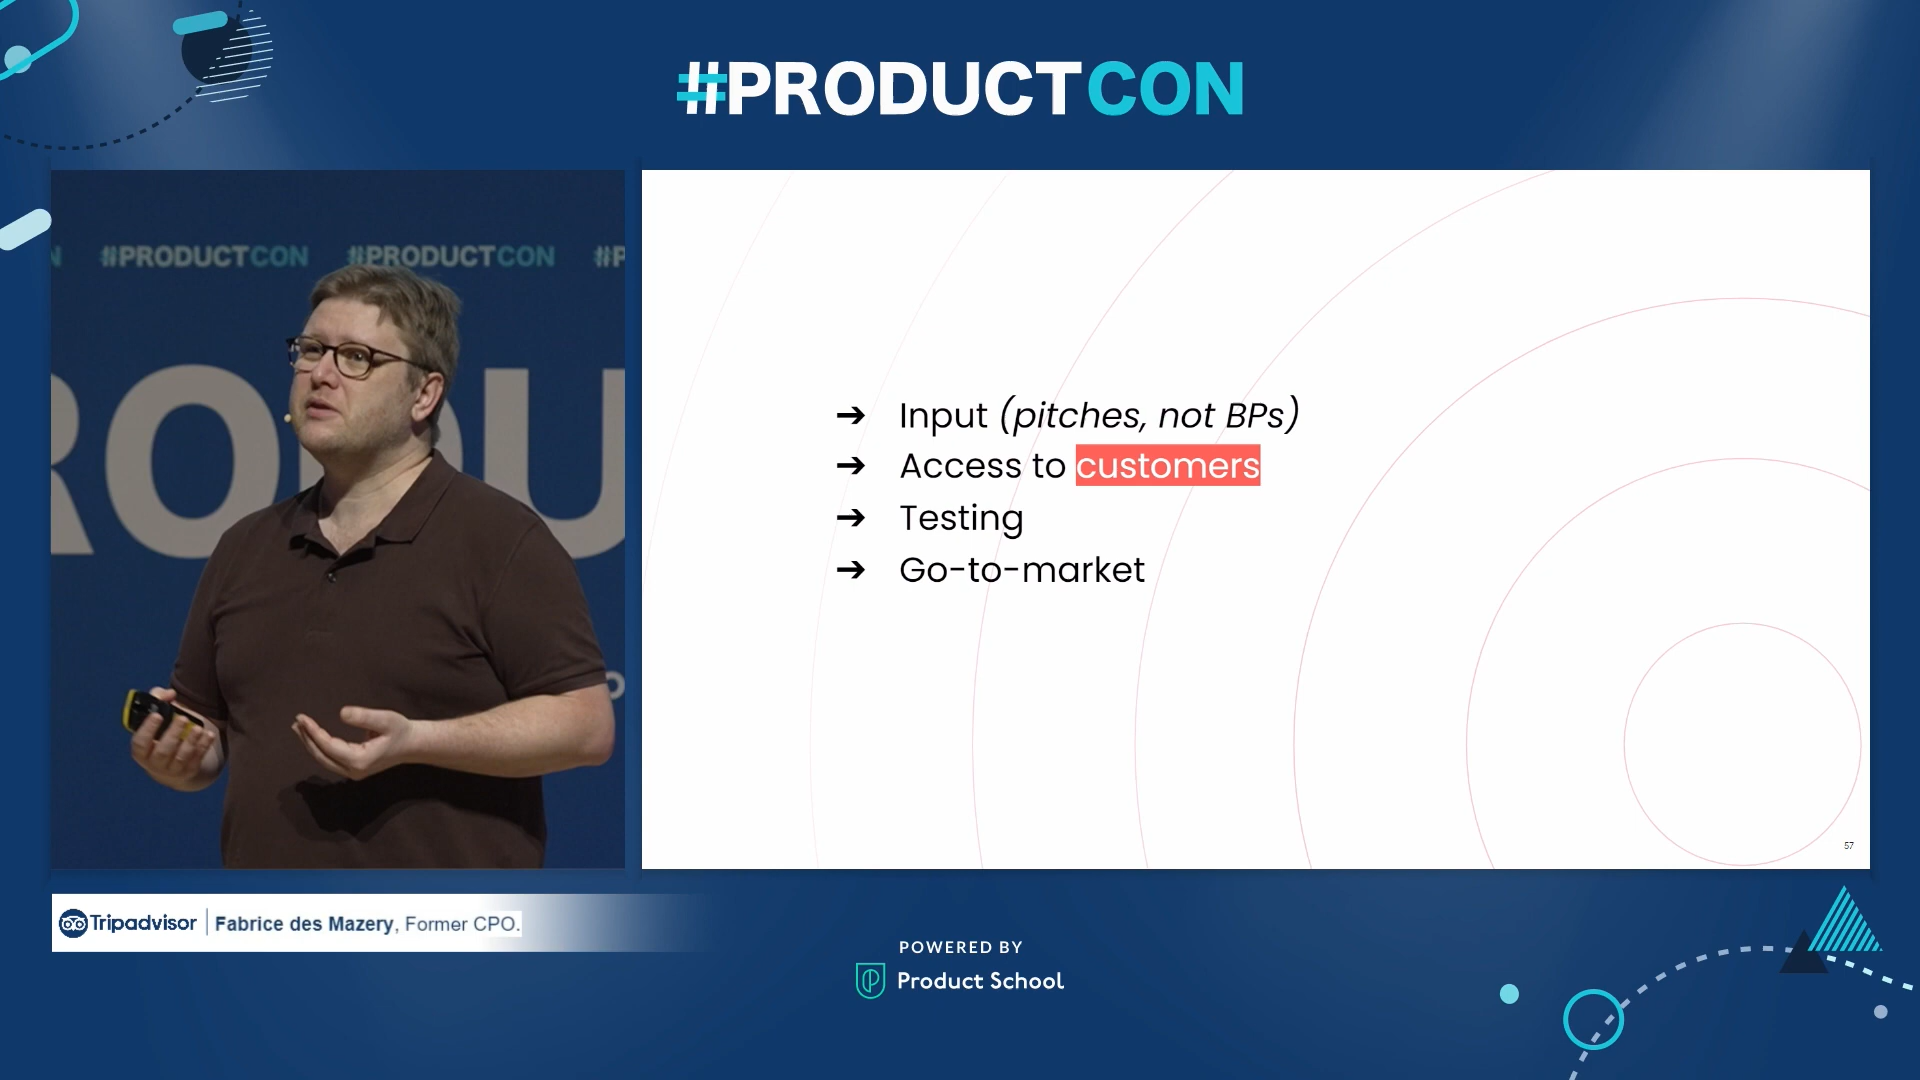 #PRODUCTCON
N #PRODUCTCON #PRODUCTCON #P
RODU
➔ Input (pitches, not BPs)
➔ Access to customers
➔ Testing
➔ Go-to-market
57
Tripadvisor | Fabrice des Mazery, Former CPO.
POWERED BY
Product School